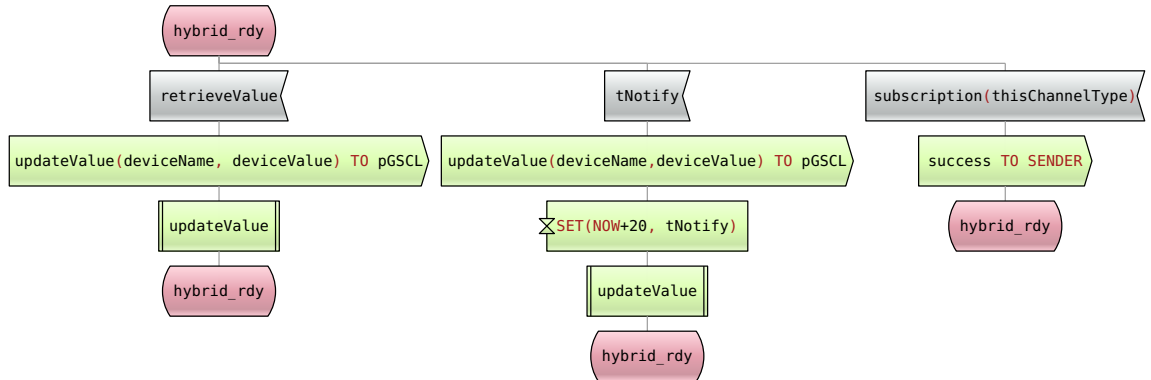 hybrid_rdy
retrieveValue
tNotify
subscription(thisChannelType)
updateValue(deviceName, deviceValue) TO pGSCL
updateValue(deviceName,deviceValue) TO pGSCL
success TO SENDER
updateValue
SET(NOW+20, tNotify)
hybrid_rdy
hybrid_rdy
updateValue
hybrid_rdy